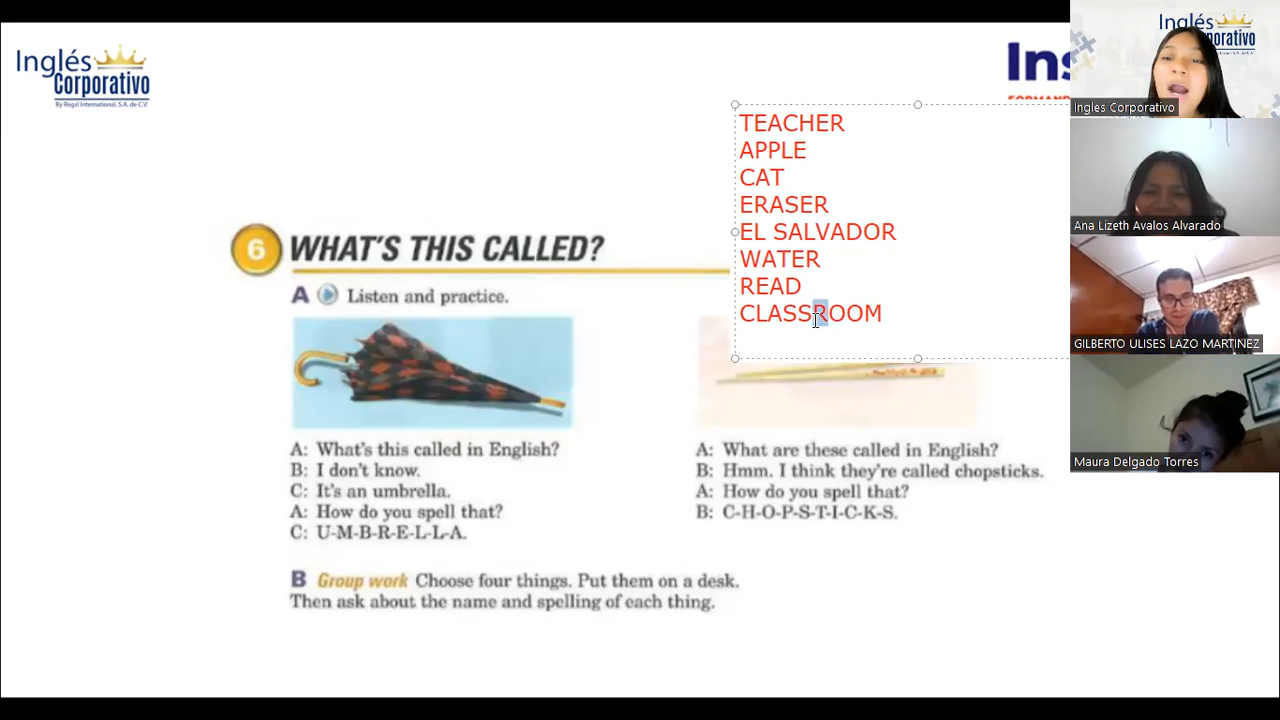 Inglés
Corporativo
By Regal International, S.A. de C.V.
Ins
TEACHER
APPLE
CAT
ERASER
EL SALVADOR
WATER
READ
CLASSROOM
6 WHAT'S THIS CALLED?
A Listen and practice.
A: What's this called in English?
B: I don't know.
C: It's an umbrella.
A: How do you spell that?
C: U-M-B-R-E-L-L-A.
A: What are these called in English?
B: Hmm. I think they're called chopsticks.
A: How do you spell that?
B: C-H-O-P-S-T-I-C-K-S.
B Group work Choose four things. Put them on a desk.
Then ask about the name and spelling of each thing.
Inglés
Corporativo
Ingles Corporativo
Ana Lizeth Avalos Alvarado
GILBERTO ULISES LAZO MARTINEZ
Maura Delgado Torres